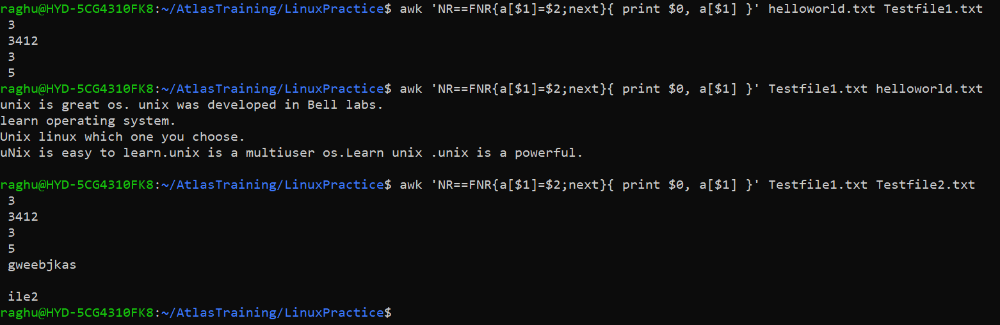 raghu@HYD-5CG4310FK8:~/AtlasTraining/LinuxPractice$ awk 'NR==FNR{a[$1]=$2;next}{ print $0, a[$1] }' helloworld.txt Testfile1.txt
 3
 3412
 3
 5
raghu@HYD-5CG4310FK8:~/AtlasTraining/LinuxPractice$ awk 'NR==FNR{a[$1]=$2;next}{ print $0, a[$1] }' Testfile1.txt helloworld.txt
unix is great os. unix was developed in Bell labs.
learn operating system.
Unix linux which one you choose.
uNix is easy to learn.unix is a multiuser os.Learn unix .unix is a powerful.

raghu@HYD-5CG4310FK8:~/AtlasTraining/LinuxPractice$ awk 'NR==FNR{a[$1]=$2;next}{ print $0, a[$1] }' Testfile1.txt Testfile2.txt
 3
 3412
 3
 5
 gweebjkas

 ile2
raghu@HYD-5CG4310FK8:~/AtlasTraining/LinuxPractice$